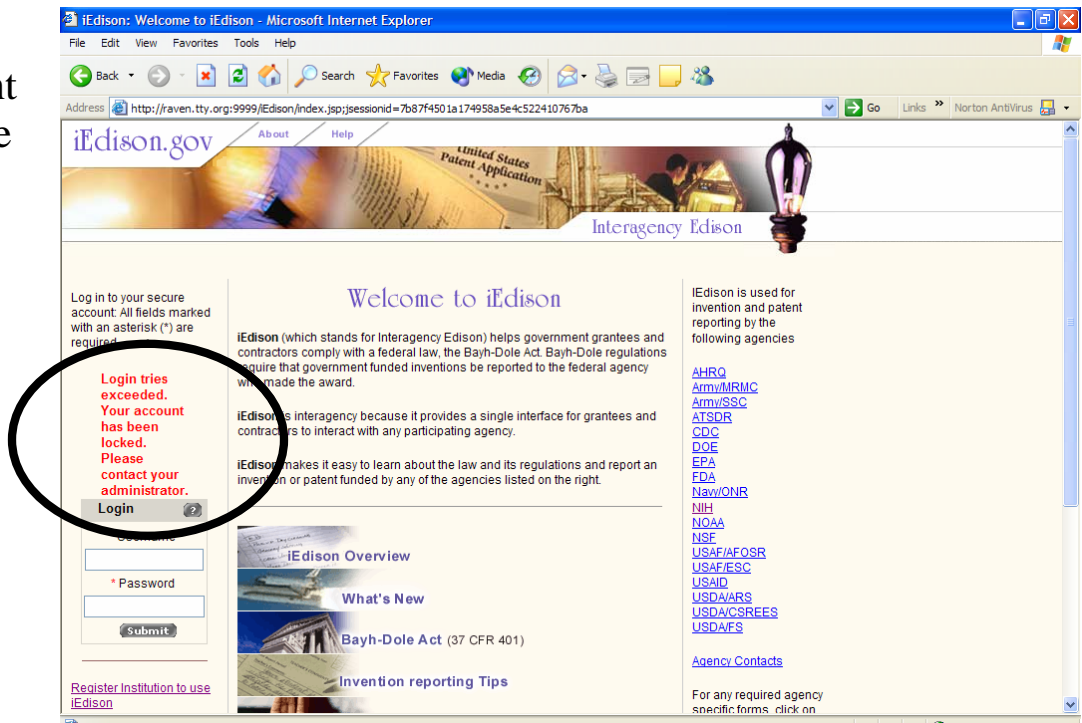 nt
e
iEdison: Welcome to iEdison - Microsoft Internet Explorer
File Edit View Favorites Tools Help
Back Search Favorites Media
Address http://raven.tty.org:9999/iEdison/index.jsp;jsessionid=7b87f4501a174958a5e4c522410767ba Go Links » Norton AntiVirus
iEdison.gov
About Help
United States
Patent Application
Interagency Edison
Log in to your secure
account: All fields marked
with an asterisk (*) are
required
Login tries
exceeded.
Your account
has been
locked.
Please
contact your
administrator.
Login ?
Username
* Password
Submit
Register Institution to use
iEdison
Welcome to iEdison
iEdison (which stands for Interagency Edison) helps government grantees and
contractors comply with a federal law, the Bayh-Dole Act. Bayh-Dole regulations
require that government funded inventions be reported to the federal agency
who made the award.
iEdison is interagency because it provides a single interface for grantees and
contractors to interact with any participating agency.
iEdison makes it easy to learn about the law and its regulations and report an
invention or patent funded by any of the agencies listed on the right.
iEdison Overview
What's New
Bayh-Dole Act (37 CFR 401)
Invention reporting Tips
IEdison is used for
invention and patent
reporting by the
following agencies
AHRQ
Army/MRMC
Army/SSC
ATSDR
CDC
DOE
EPA
FDA
Navy/ONR
NIH
NOAA
NSF
USAF/AFOSR
USAF/ESC
USAID
USDA/ARS
USDA/CSREES
USDA/FS
Agency Contacts
For any required agency
specific forms, click on